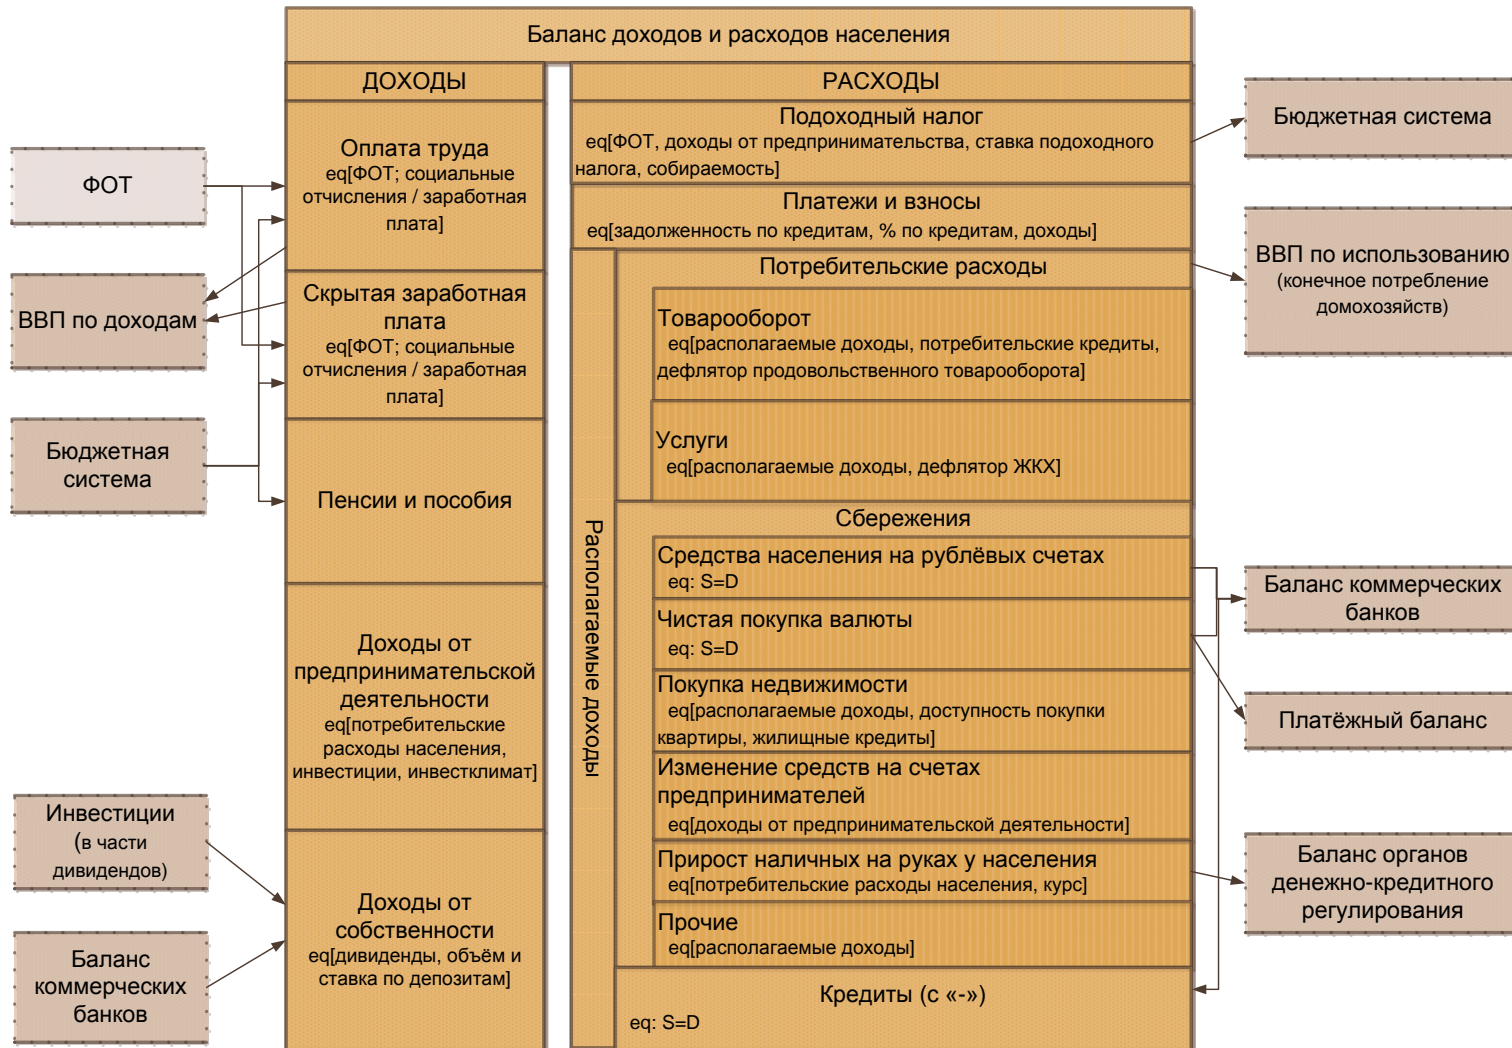 Баланс доходов и расходов населения
ДОХОДЫ
РАСХОДЫ
ФОТ
ВВП по доходам
Бюджетная
система
Инвестиции
(в части
дивидендов)
Баланс
коммерческих
банков
Оплата труда
eq[ФОТ; социальные
отчисления / заработная
плата]
Скрытая заработная
плата
eq[ФОТ; социальные
отчисления / заработная
плата]
Пенсии и пособия
Доходы от
предпринимательской
деятельности
eq[потребительские
расходы населения,
инвестиции, инвестклимат]
Доходы от
собственности
eq[дивиденды, объём и
ставка по депозитам]
Подоходный налог
eq[ФОТ, доходы от предпринимательства, ставка подоходного
налога, собираемость]
Платежи и взносы
eq[задолженность по кредитам, % по кредитам, доходы]
Располагаемые доходы
Потребительские расходы
Товарооборот
eq[располагаемые доходы, потребительские кредиты,
дефлятор продовольственного товарооборота]
Услуги
eq[располагаемые доходы, дефлятор ЖКХ]
Сбережения
Средства населения на рублёвых счетах
eq: S=D
Чистая покупка валюты
eq: S=D
Покупка недвижимости
eq[располагаемые доходы, доступность покупки
квартиры, жилищные кредиты]
Изменение средств на счетах
предпринимателей
eq[доходы от предпринимательской деятельности]
Прирост наличных на руках у населения
eq[потребительские расходы населения, курс]
Прочие
eq[располагаемые доходы]
Кредиты (с «-»)
eq: S=D
Бюджетная система
ВВП по использованию
(конечное потребление
домохозяйств)
Баланс коммерческих
банков
Платёжный баланс
Баланс органов
денежно-кредитного
регулирования